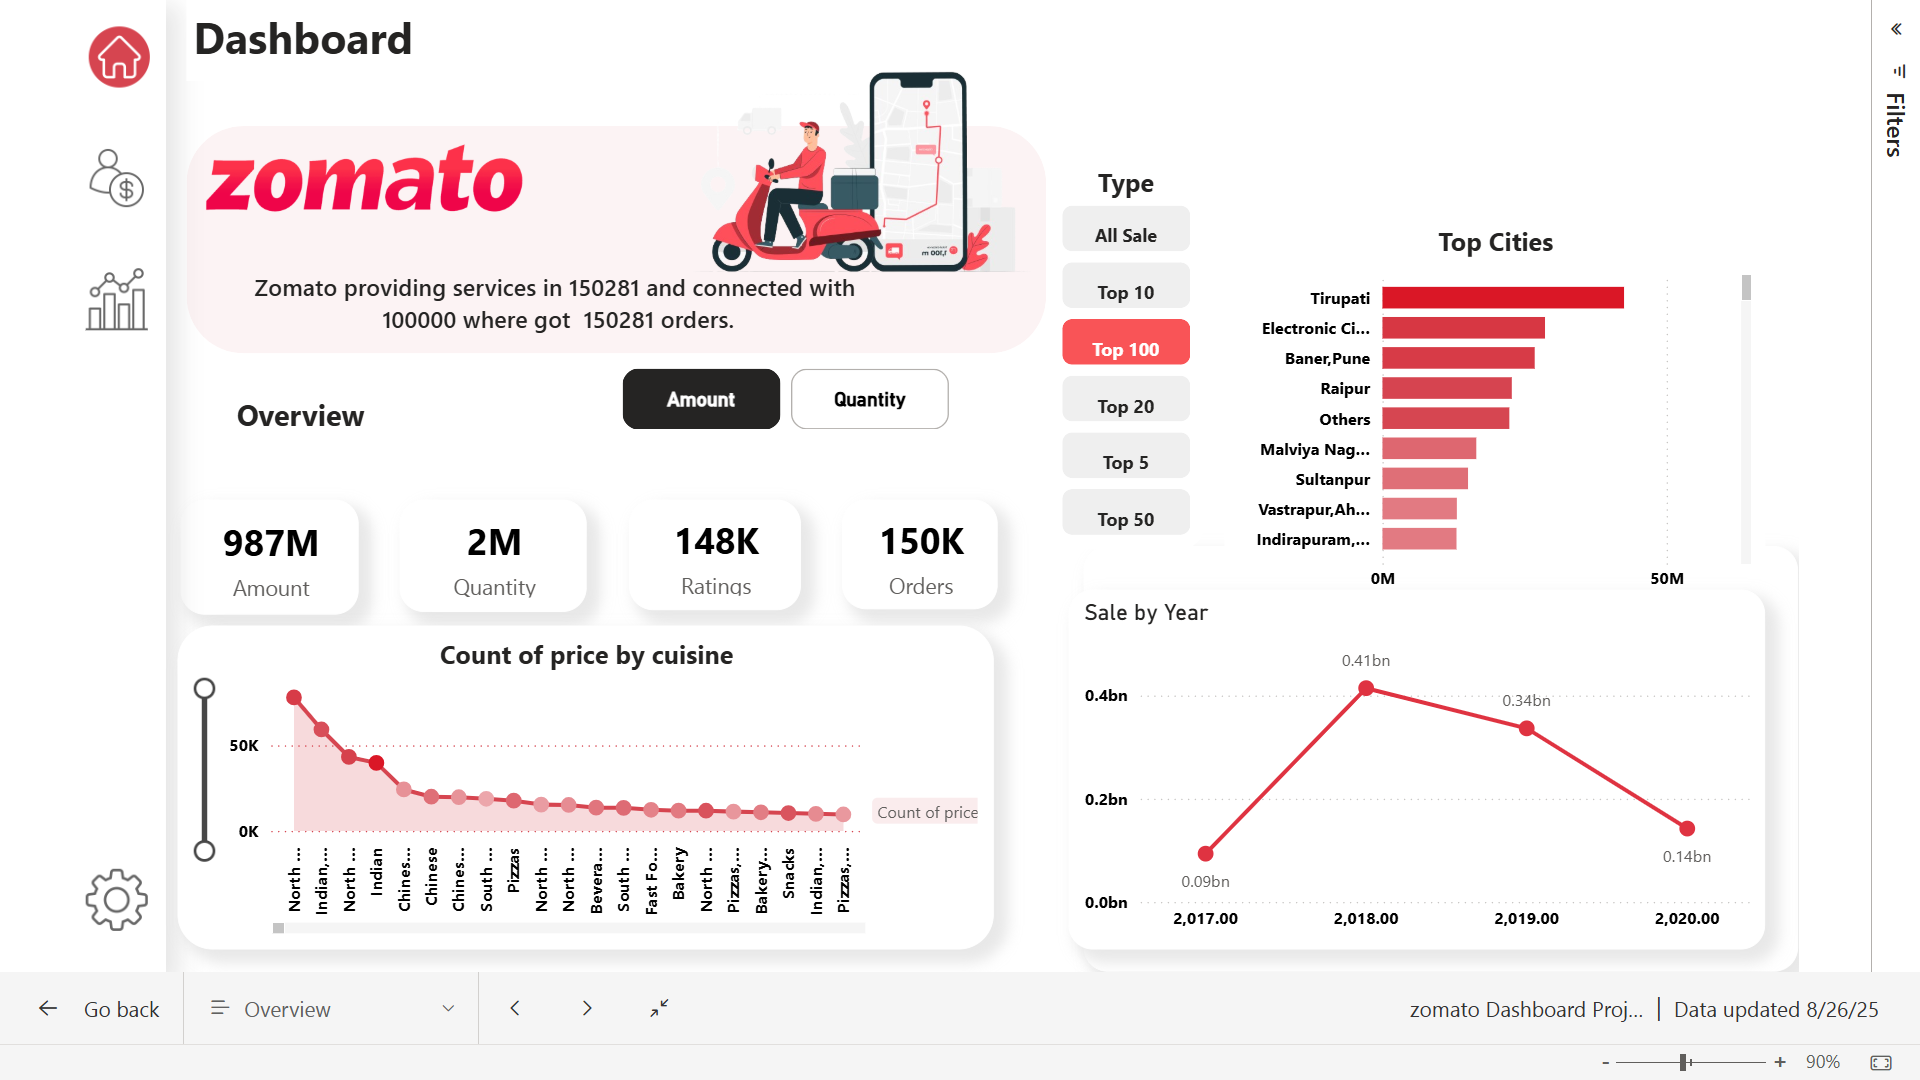 Dashboard
«
Filters
zomato
Zomato providing services in 150281 and connected with
100000 where got 150281 orders.
Type
All Sale
Top 10
Top 100
Top 20
Top 5
Top 50
Top Cities
Tirupati
Electronic Ci...
Baner,Pune
Raipur
Others
Malviya Nag...
Sultanpur
Vastrapur,Ah...
Indirapuram,...
0M
50M
Overview
Amount
Quantity
987M
Amount
2M
Quantity
148K
Ratings
150K
Orders
Count of price by cuisine
50K
0K
Count of price
North ...
Indian,...
North ...
Indian
Chines...
Chinese
Chines...
South ...
Pizzas
North ...
North ...
Bevera...
South ...
Fast Fo...
Bakery
North ...
Pizzas,...
Bakery...
Snacks
Indian,...
Pizzas,...
Sale by Year
0.4bn
0.2bn
0.0bn
0.09bn
0.41bn
0.34bn
0.14bn
2,017.00
2,018.00
2,019.00
2,020.00
Go back
Overview
zomato Dashboard Proj... | Data updated 8/26/25
- + 90%